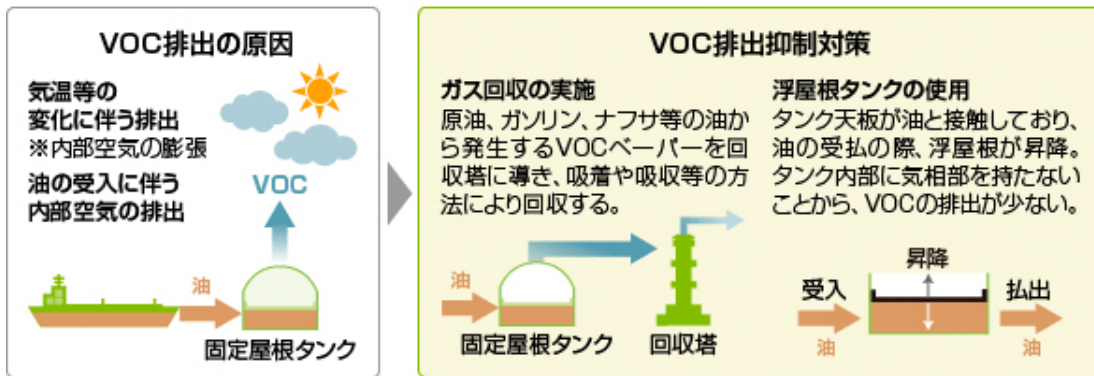 VOC排出の原因
気温等の
変化に伴う排出
※内部空気の膨張
油の受入に伴う
内部空気の排出
VOC
油
固定屋根タンク
VOC排出抑制対策
ガス回収の実施
原油、ガソリン、ナフサ等の油か
ら発生するVOCベーパーを回
収塔に導き、吸着や吸収等の方
法により回収する。
油
固定屋根タンク
回収塔
浮屋根タンクの使用
タンク天板が油と接触しており、
油の受払の際、浮屋根が昇降。
タンク内部に気相部を持たない
ことから、VOCの排出が少ない。
昇降
受入
油
払出
油